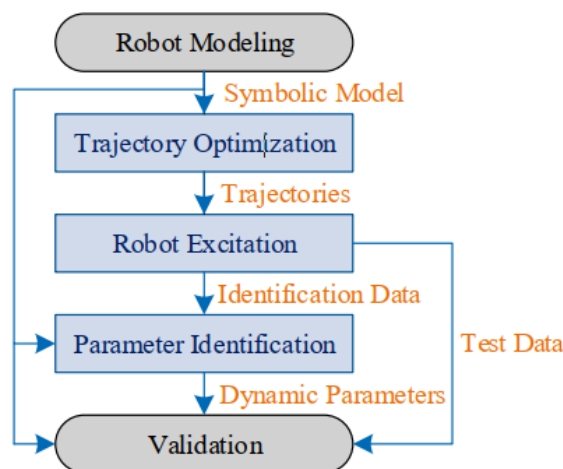 Robot Modeling
Symbolic Model
Trajectory Optimization
Trajectories
Robot Excitation
Identification Data
Parameter Identification
Test Data
Dynamic Parameters
Validation